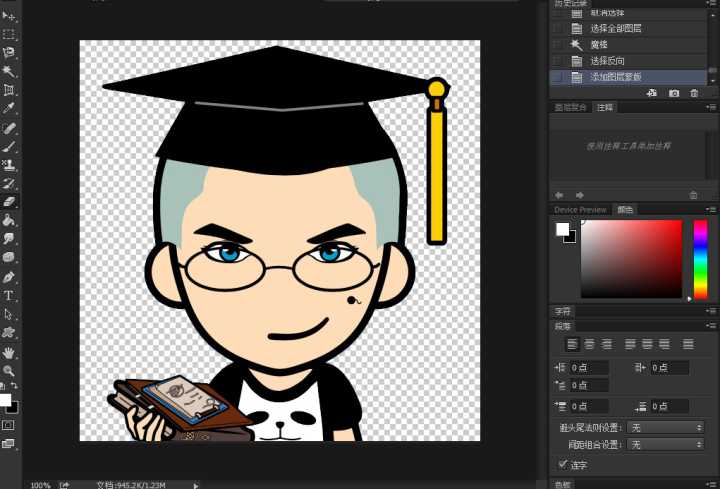 历史记录
取消选择
选择全部图层
魔棒
选择反向
添加图层蒙版
图层复合 注释
使用注释工具添加注释
Device Preview 颜色
字符
段落
0 点 0 点
0 点
0 点 0 点
避头尾法则设置: 无
间距组合设置: 无
连字
色板
100% 文档:945.2K/1.23M